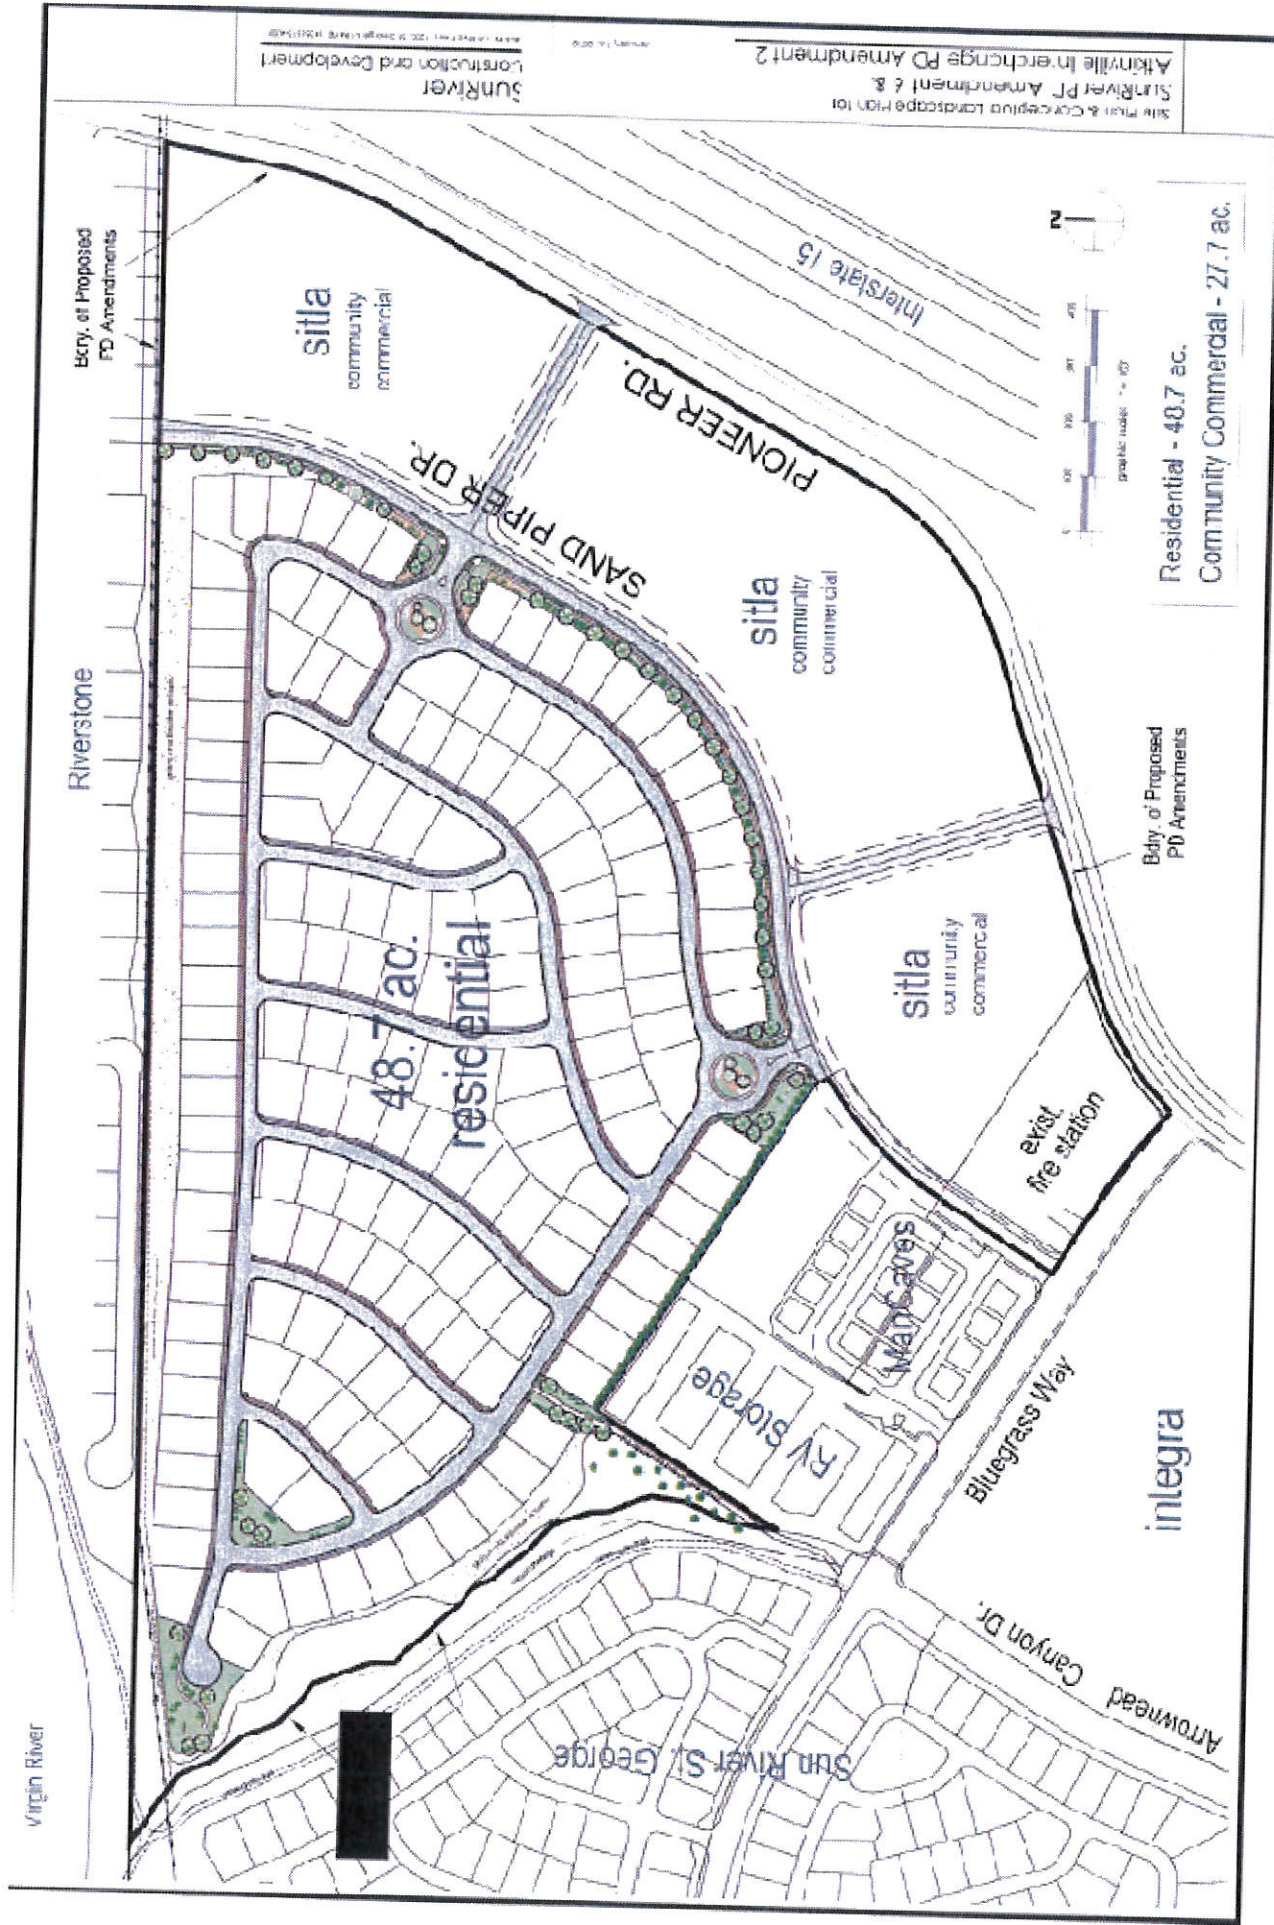 Virgin River
Riverstone
Bdry. of Proposed
PD Amendments
sitla
community
commercial
SAND PIPER DR.
PIONEER RD.
Interstate 15
sitla
community
commercial
48.7 ac.
residential
sitla
community
commercial
Bdry. of Proposed
PD Amendments
exist.
fire station
ManCaves
RV Storage
Bluegrass Way
integra
Arrowhead Canyon Dr.
Sun River St. George
N
Residential - 48.7 ac.
Community Commercial - 27.7 ac.
Site Plan & Conceptual Landscape Plan for
SunRiver PD Amendment 6 &
Atkinville Interchange PD Amendment 2
SunRiver
Construction and Development